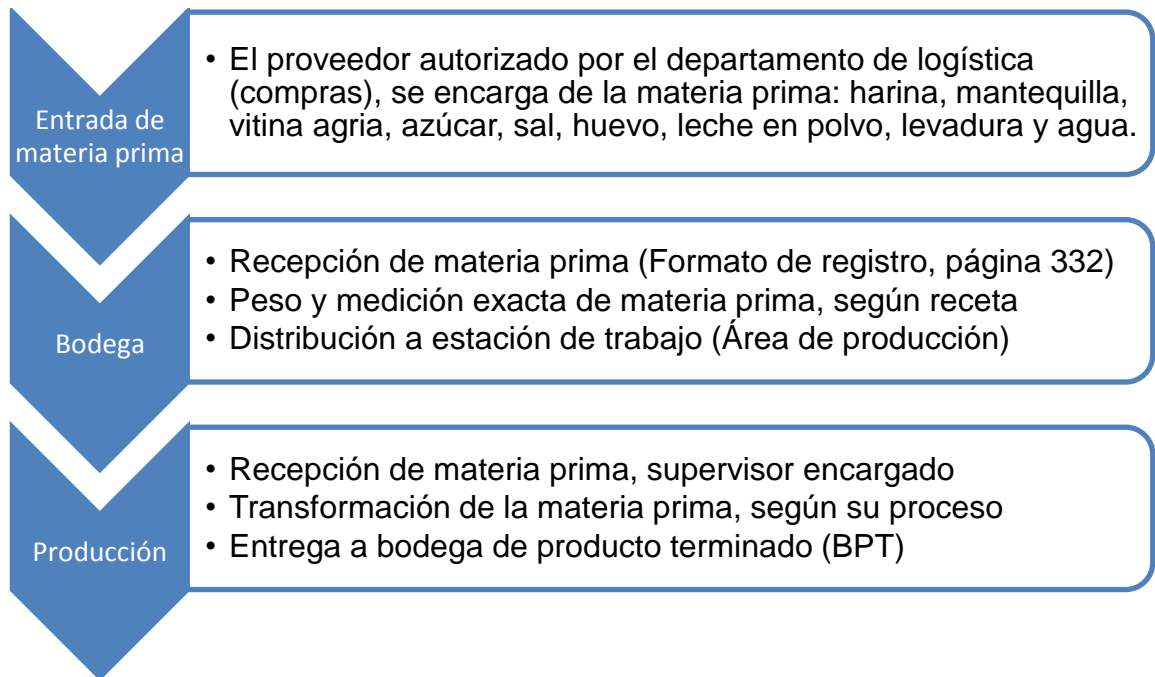 Entrada de
materia prima
• El proveedor autorizado por el departamento de logística
(compras), se encarga de la materia prima: harina, mantequilla,
vitina agria, azúcar, sal, huevo, leche en polvo, levadura y agua.
Bodega
• Recepción de materia prima (Formato de registro, página 332)
• Peso y medición exacta de materia prima, según receta
• Distribución a estación de trabajo (Área de producción)
Producción
• Recepción de materia prima, supervisor encargado
• Transformación de la materia prima, según su proceso
• Entrega a bodega de producto terminado (BPT)